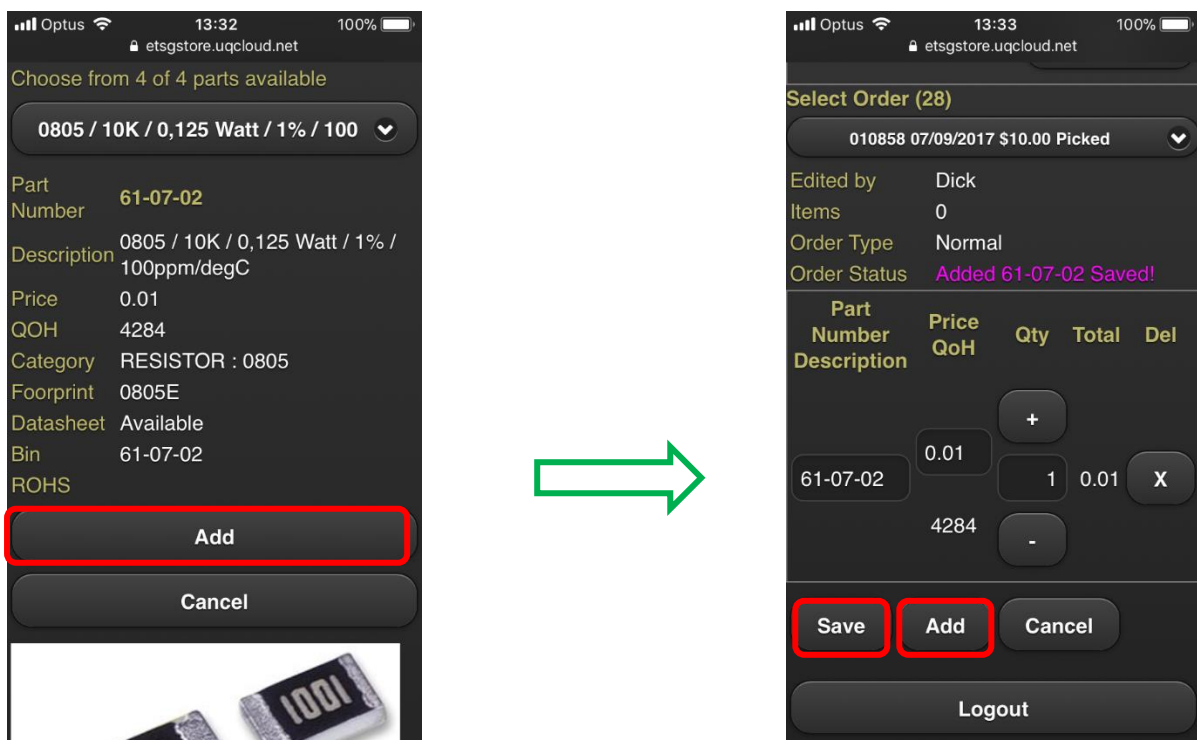 Optus 13:32 100%
etsgstore.uqcloud.net
Choose from 4 of 4 parts available
0805 / 10K / 0,125 Watt / 1% / 100
Part Number 61-07-02
Description 0805 / 10K / 0,125 Watt / 1% / 100ppm/degC
Price 0.01
QOH 4284
Category RESISTOR : 0805
Foorprint 0805E
Datasheet Available
Bin 61-07-02
ROHS
Add
Cancel
1001
Optus 13:33 100%
etsgstore.uqcloud.net
Select Order (28)
010858 07/09/2017 $10.00 Picked
Edited by Dick
Items 0
Order Type Normal
Order Status Added 61-07-02 Saved!
Part Number Description Price QoH Qty Total Del
+
61-07-02 0.01 1 0.01 X
4284 -
Save Add Cancel
Logout